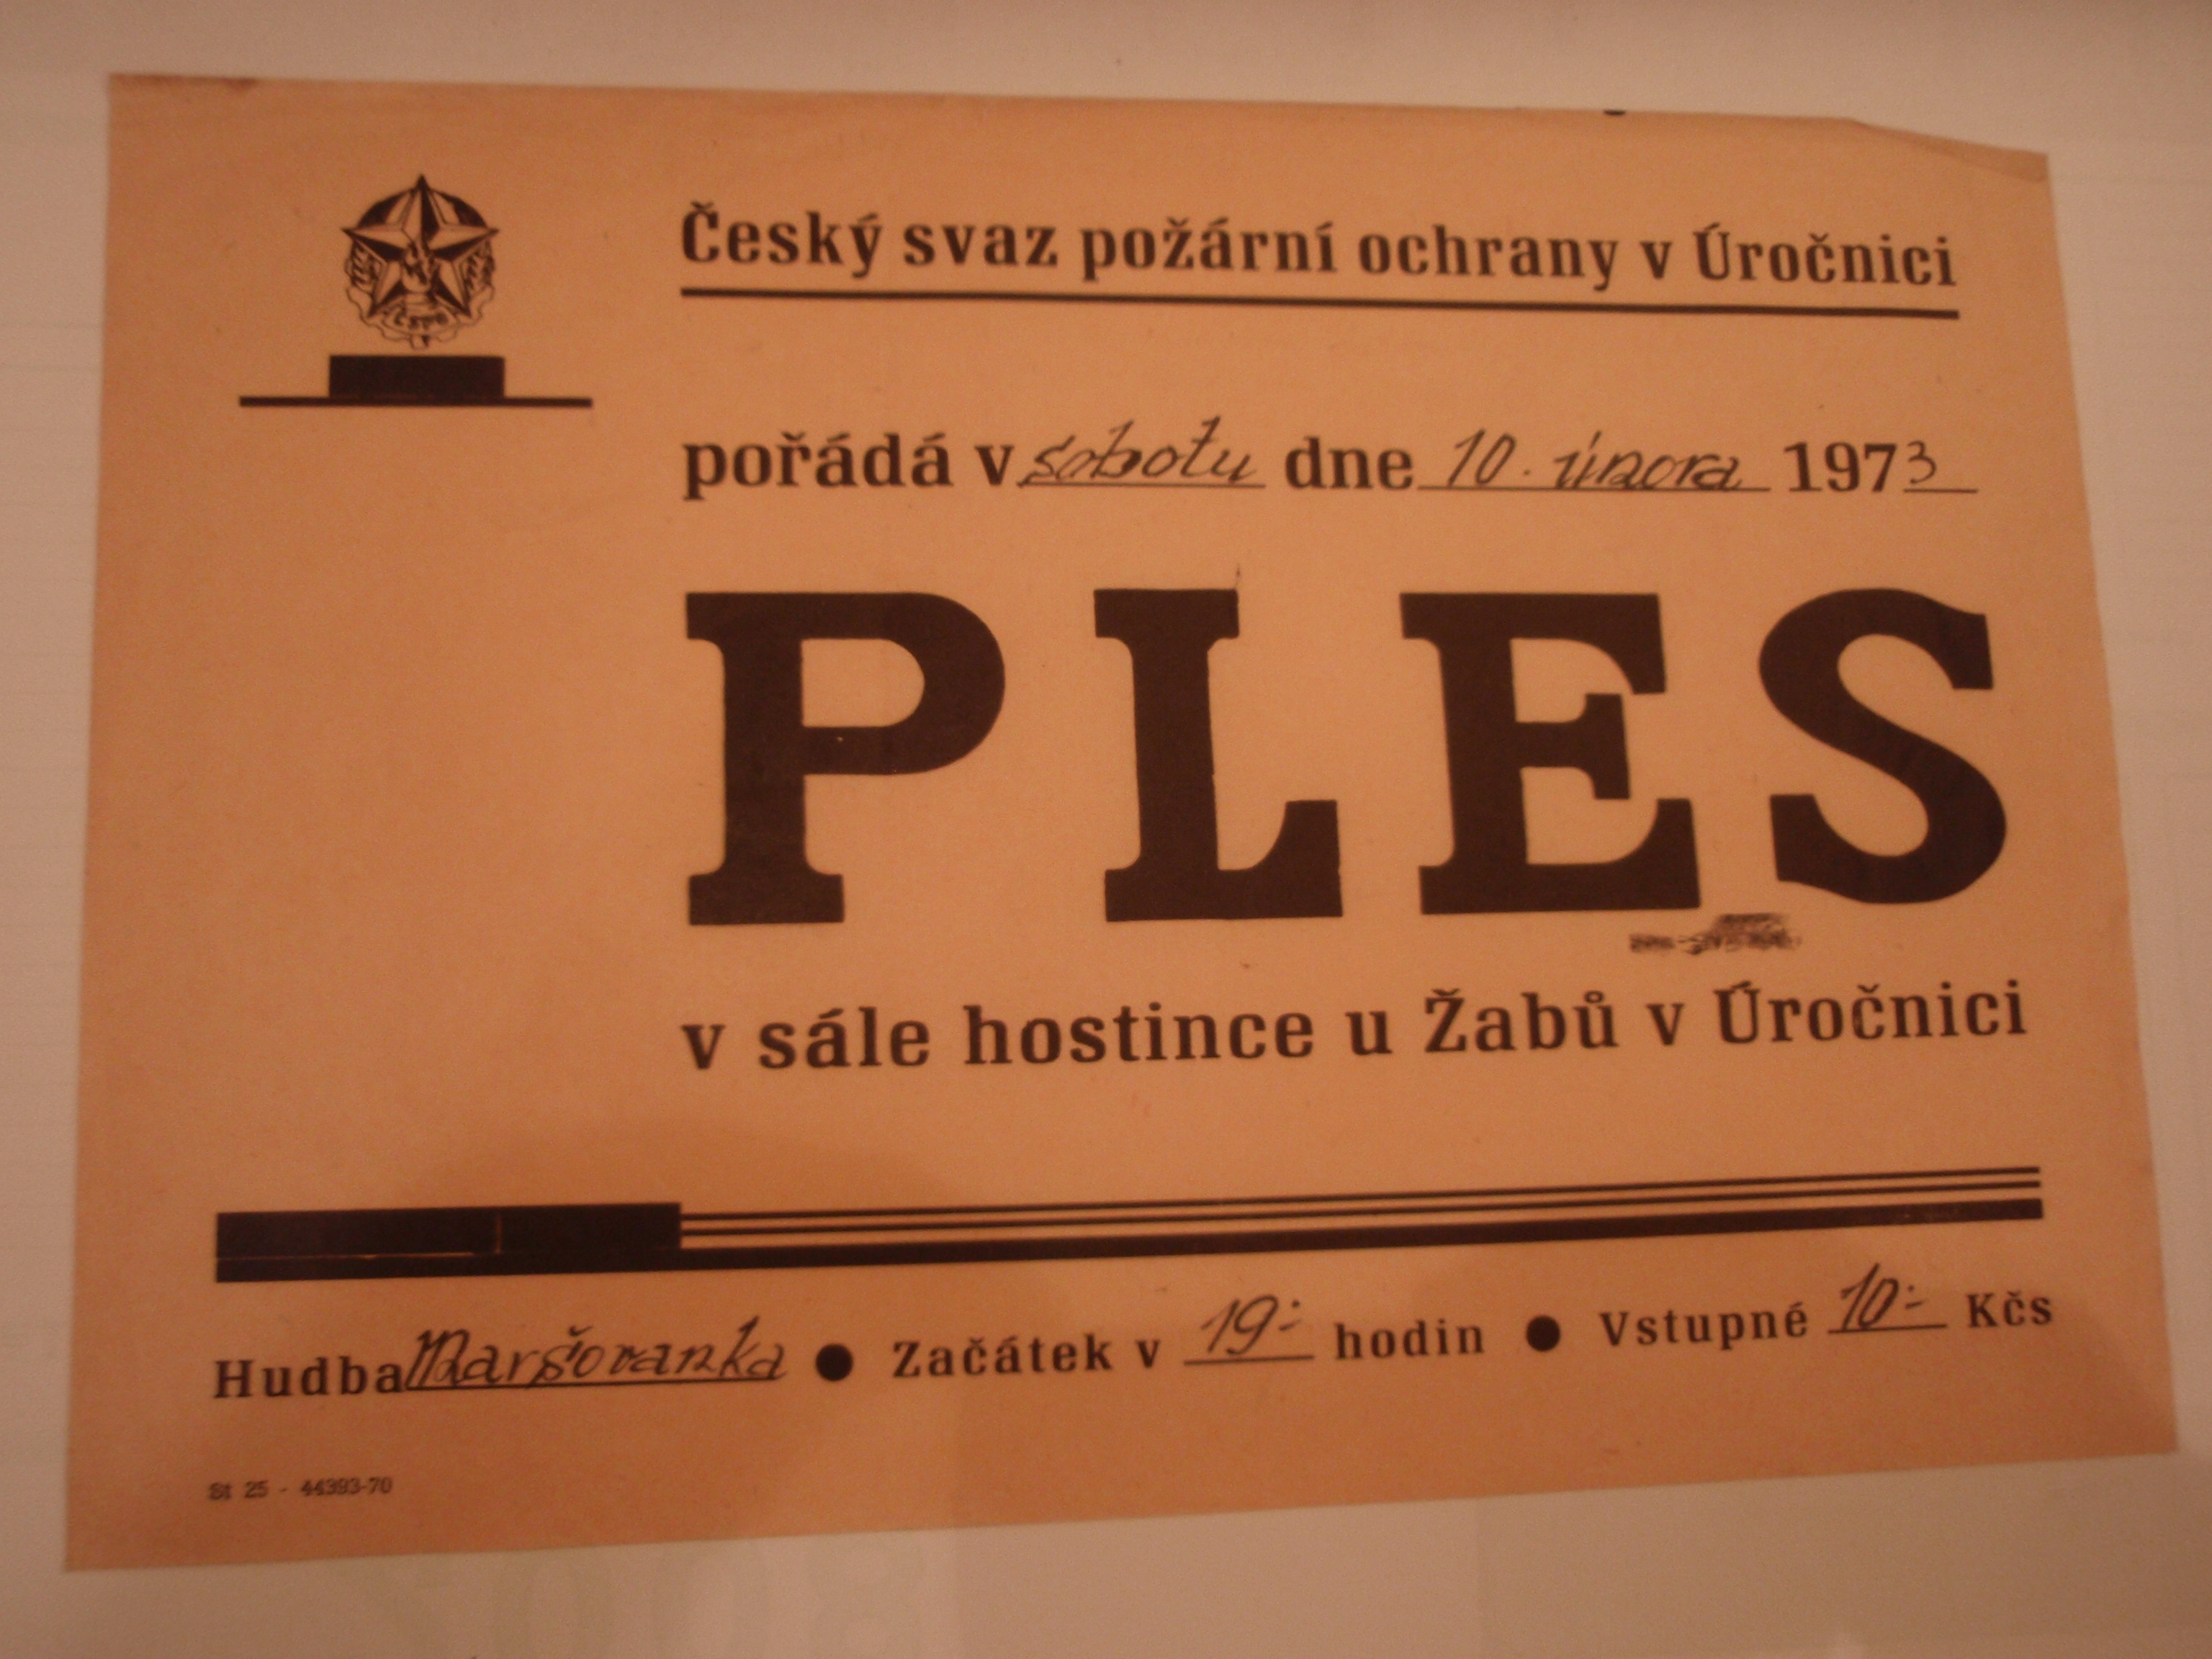 Český svaz požární ochrany v Úročnici
ČSPO
pořádá v sobotu dne 10. února 1973
PLES
v sále hostince u Žabů v Úročnici
Hudba Maršovanka ● Začátek v 19:- hodin ● Vstupné 10:- Kčs
St 25 - 44393-70